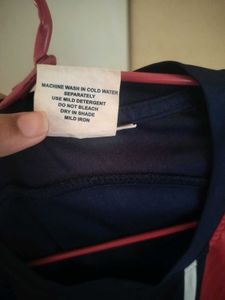 MACHINE WASH IN COLD WATER
SEPARATELY
USE MILD DETERGENT
DO NOT BLEACH
DRY IN SHADE
MILD IRON